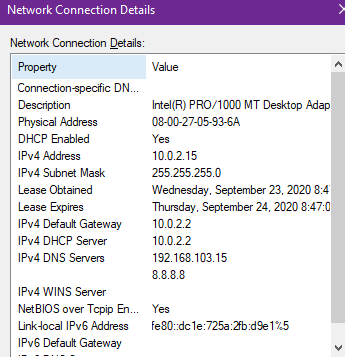 Network Connection Details
Network Connection Details:
Property Value
Connection-specific DN...
Description Intel(R) PRO/1000 MT Desktop Adap
Physical Address 08-00-27-05-93-6A
DHCP Enabled Yes
IPv4 Address 10.0.2.15
IPv4 Subnet Mask 255.255.255.0
Lease Obtained Wednesday, September 23, 2020 8:4
Lease Expires Thursday, September 24, 2020 8:47:0
IPv4 Default Gateway 10.0.2.2
IPv4 DHCP Server 10.0.2.2
IPv4 DNS Servers 192.168.103.15
8.8.8.8
IPv4 WINS Server
NetBIOS over Tcpip En... Yes
Link-local IPv6 Address fe80::dc1e:725a:2fb:d9e1%5
IPv6 Default Gateway